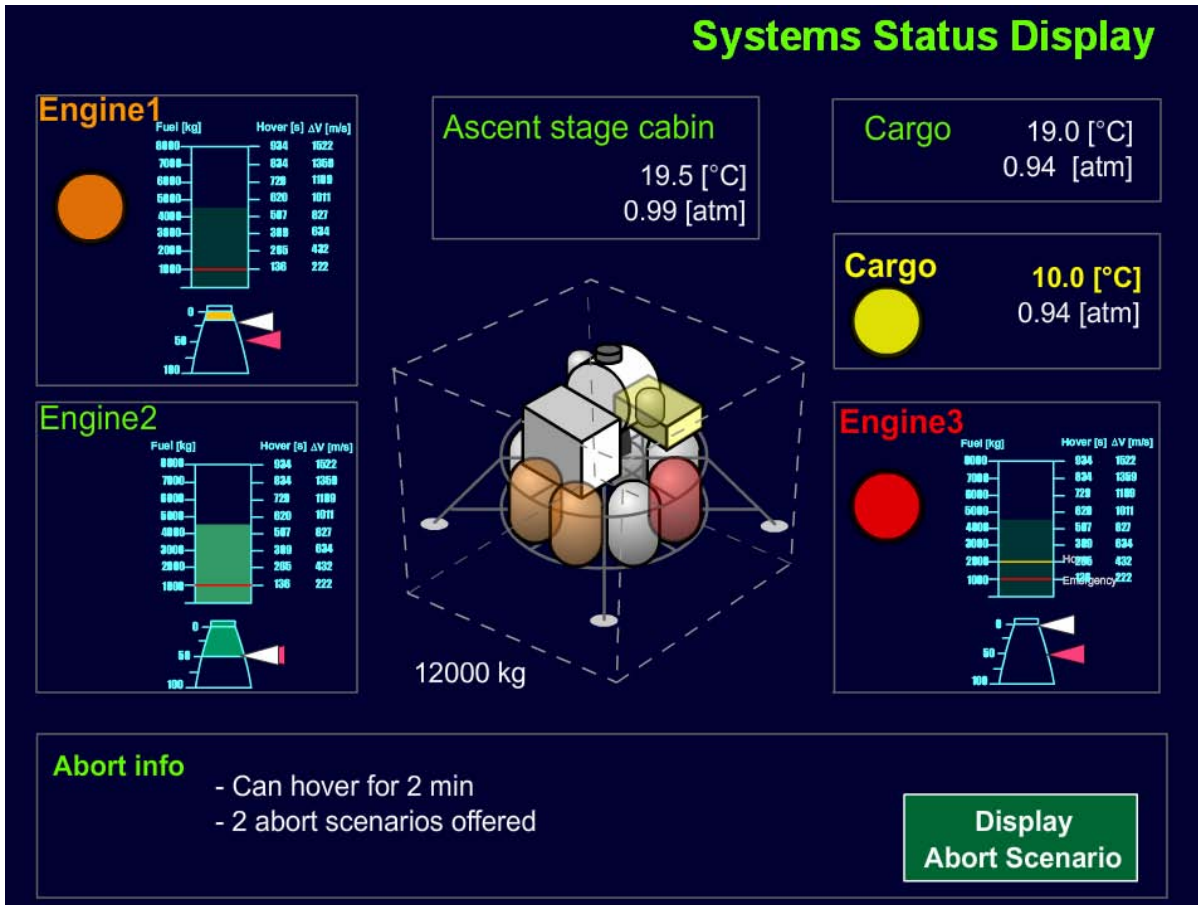 Systems Status Display
Engine1
Fuel [kg] Hover [s] ΔV [m/s]
8000 934 1522
7000 834 1359
6000 729 1189
5000 620 1011
4000 507 827
3000 389 634
2000 265 432
1000 136 222
0
50
100
Ascent stage cabin
19.5 [°C]
0.99 [atm]
Cargo 19.0 [°C]
0.94 [atm]
Cargo 10.0 [°C]
0.94 [atm]
Engine2
Fuel [kg] Hover [s] ΔV [m/s]
8000 934 1522
7000 834 1359
6000 729 1189
5000 620 1011
4000 507 827
3000 389 634
2000 265 432
1000 136 222
0
50
100
12000 kg
Engine3
Fuel [kg] Hover [s] ΔV [m/s]
8000 934 1522
7000 834 1359
6000 729 1189
5000 620 1011
4000 507 827
3000 389 634
2000 265 432
1000 Emergency 222
0
50
100
Abort info
- Can hover for 2 min
- 2 abort scenarios offered
Display
Abort Scenario